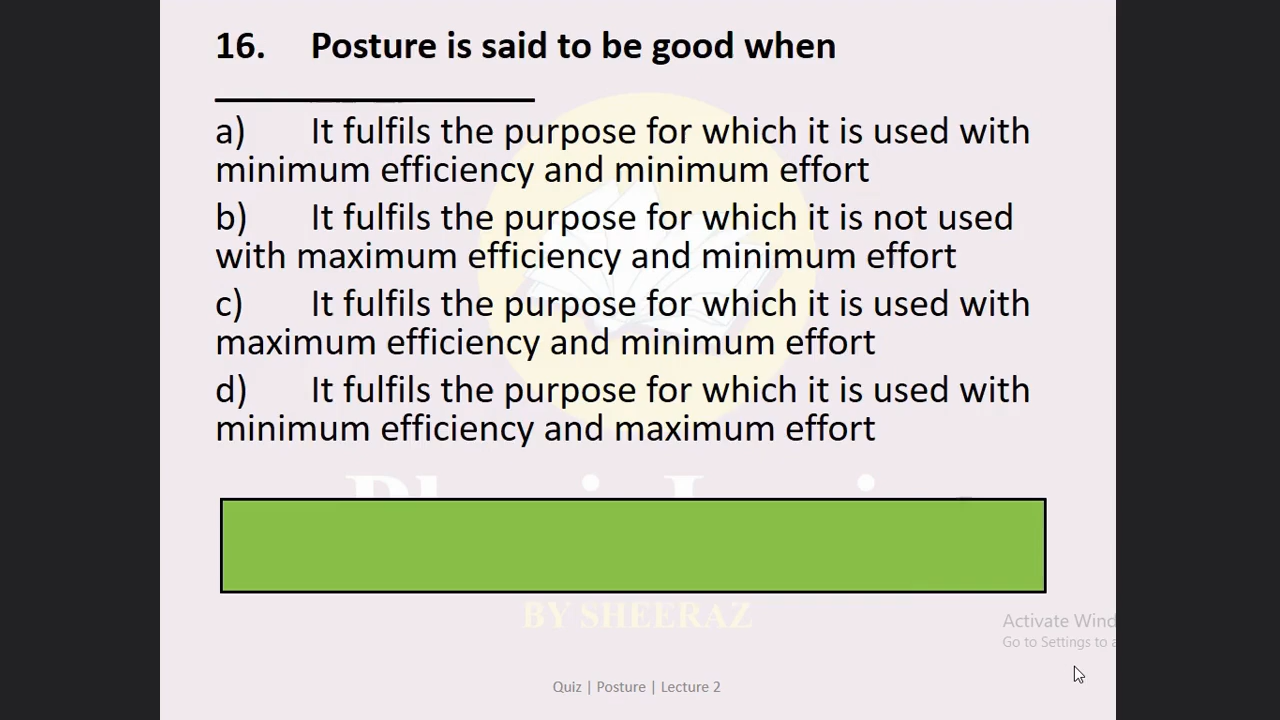 16. Posture is said to be good when
____________________
a) It fulfils the purpose for which it is used with
minimum efficiency and minimum effort
b) It fulfils the purpose for which it is not used
with maximum efficiency and minimum effort
c) It fulfils the purpose for which it is used with
maximum efficiency and minimum effort
d) It fulfils the purpose for which it is used with
minimum efficiency and maximum effort
BY SHEERAZ
Activate Wind
Go to Settings to a
Quiz | Posture | Lecture 2